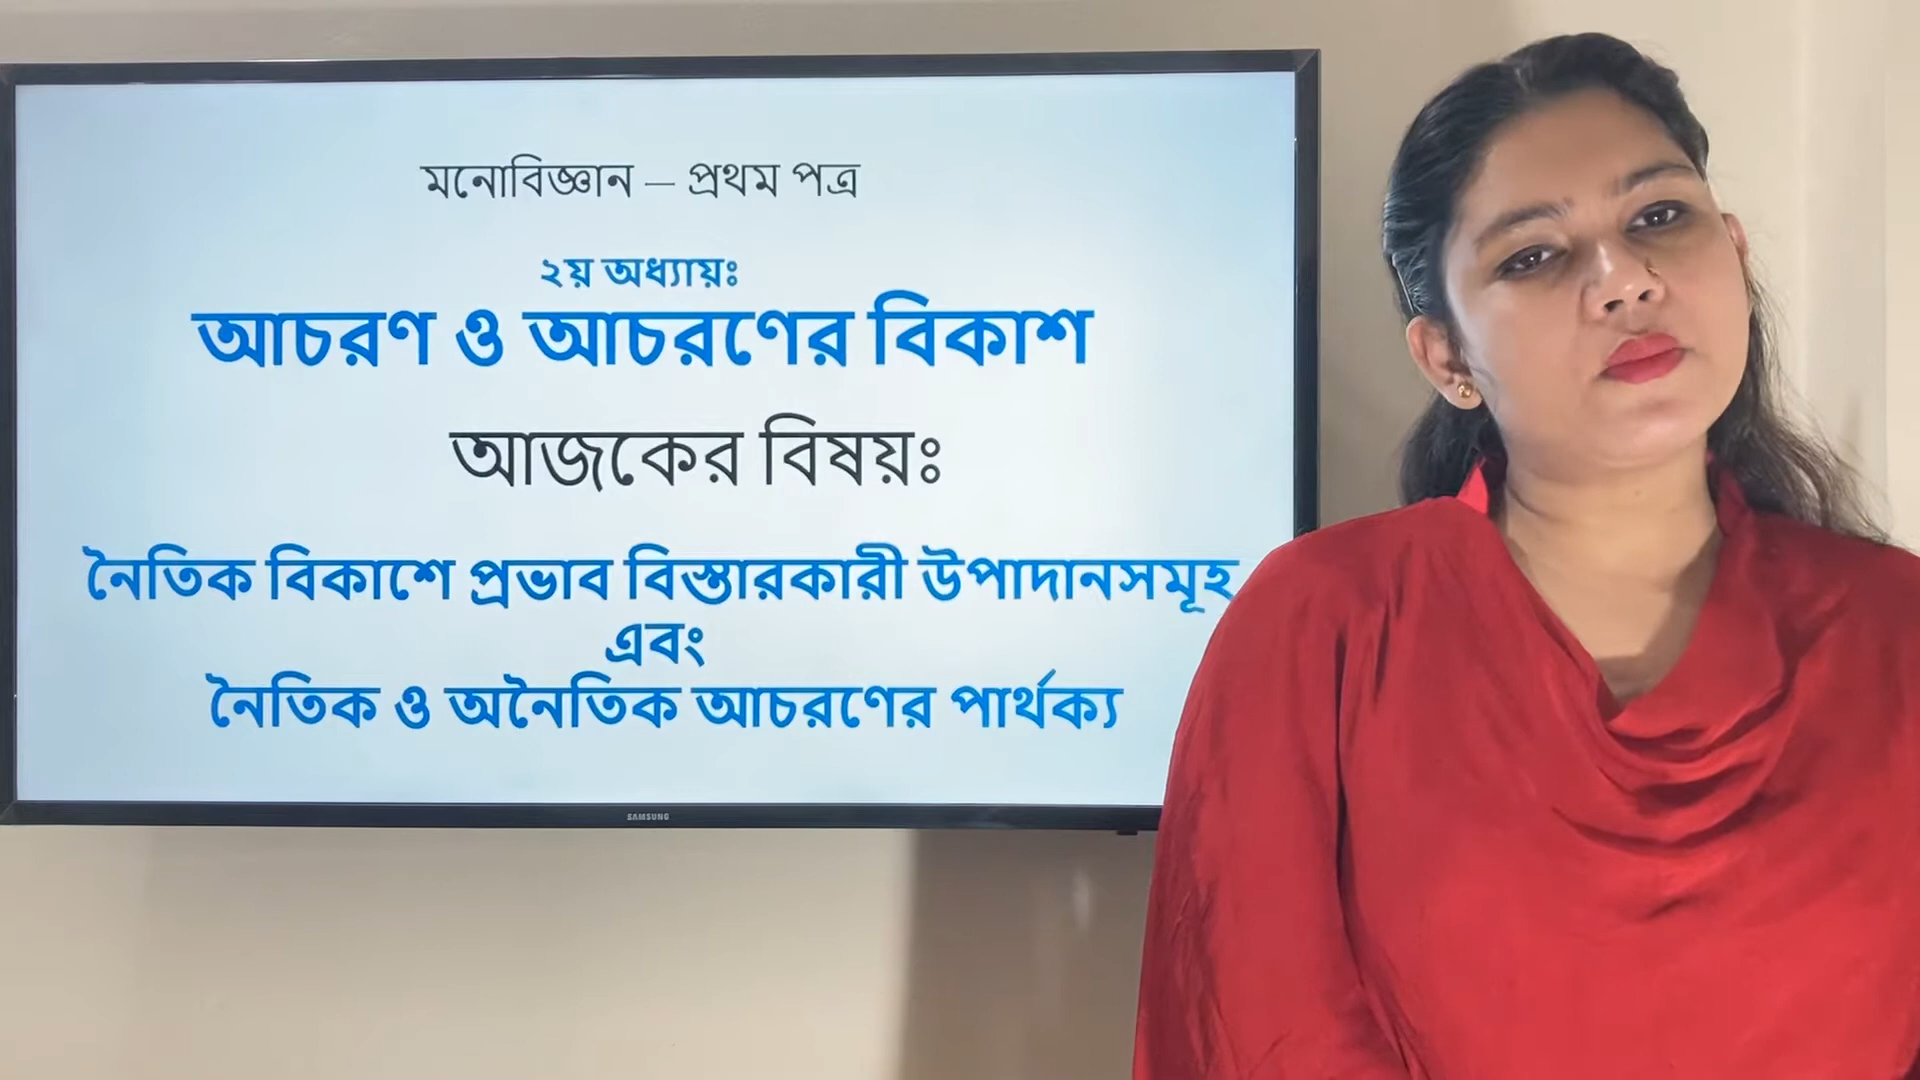 মনোবিজ্ঞান – প্রথম পত্র
২য় অধ্যায়ঃ
আচরণ ও আচরণের বিকাশ
আজকের বিষয়ঃ
নৈতিক বিকাশে প্রভাব বিস্তারকারী উপাদানসমূহ
এবং
নৈতিক ও অনৈতিক আচরণের পার্থক্য
SAMSUNG